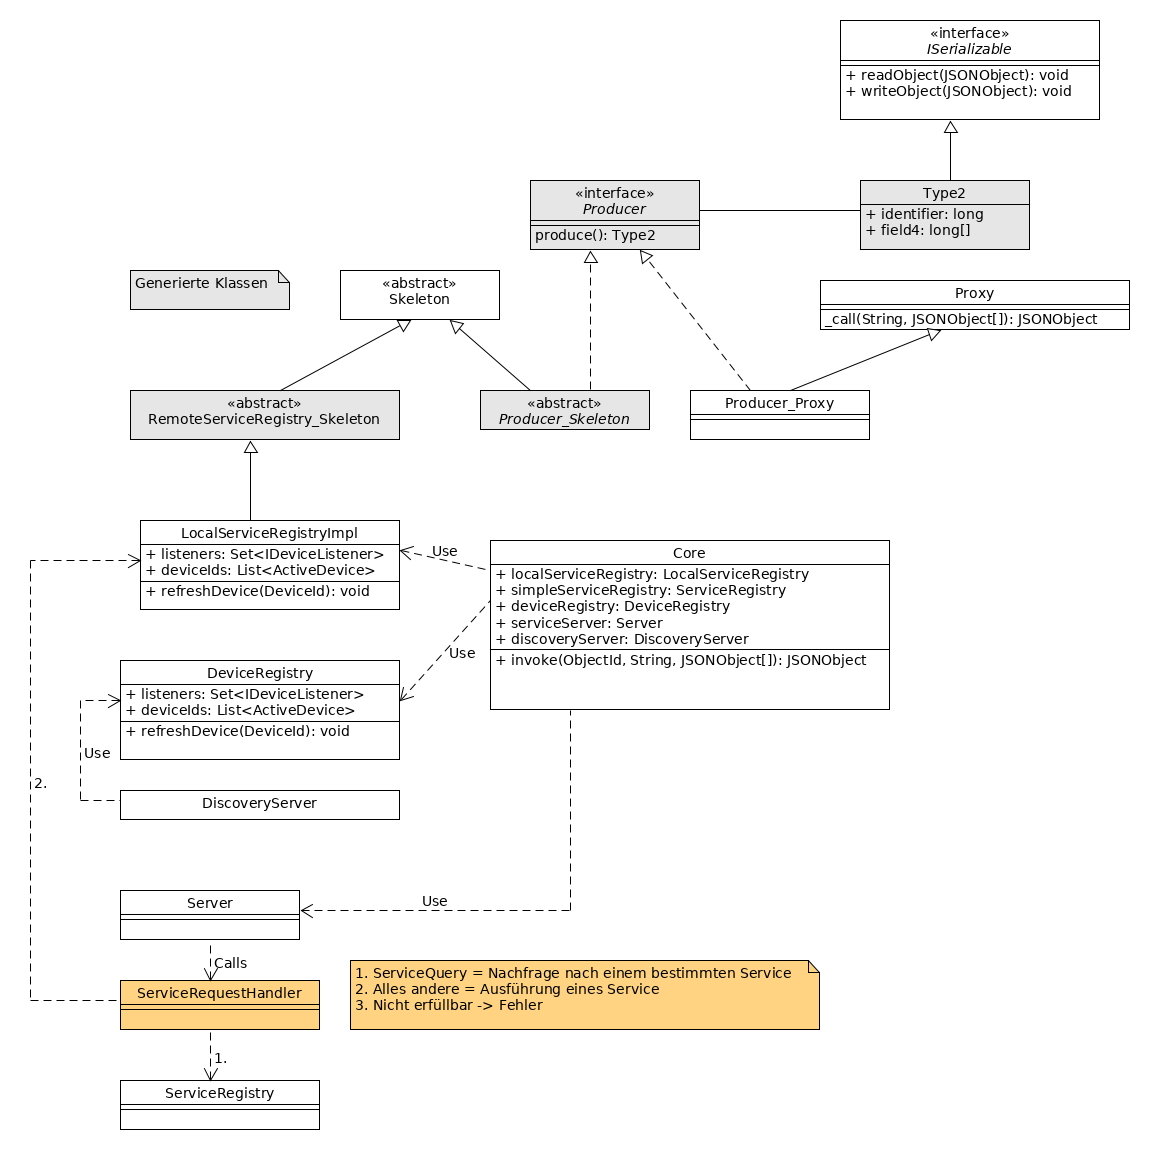 «interface»
ISerializable
+ readObject(JSONObject): void
+ writeObject(JSONObject): void
«interface»
Producer
produce(): Type2
Type2
+ identifier: long
+ field4: long[]
Generierte Klassen
«abstract»
Skeleton
Proxy
_call(String, JSONObject[]): JSONObject
«abstract»
RemoteServiceRegistry_Skeleton
«abstract»
Producer_Skeleton
Producer_Proxy
LocalServiceRegistryImpl
+ listeners: Set<IDeviceListener>
+ deviceIds: List<ActiveDevice>
+ refreshDevice(DeviceId): void
Use
Core
+ localServiceRegistry: LocalServiceRegistry
+ simpleServiceRegistry: ServiceRegistry
+ deviceRegistry: DeviceRegistry
+ serviceServer: Server
+ discoveryServer: DiscoveryServer
+ invoke(ObjectId, String, JSONObject[]): JSONObject
Use
DeviceRegistry
+ listeners: Set<IDeviceListener>
+ deviceIds: List<ActiveDevice>
+ refreshDevice(DeviceId): void
Use
2.
DiscoveryServer
Server
Use
Calls
ServiceRequestHandler
1. ServiceQuery = Nachfrage nach einem bestimmten Service
2. Alles andere = Ausführung eines Service
3. Nicht erfüllbar -> Fehler
1.
ServiceRegistry